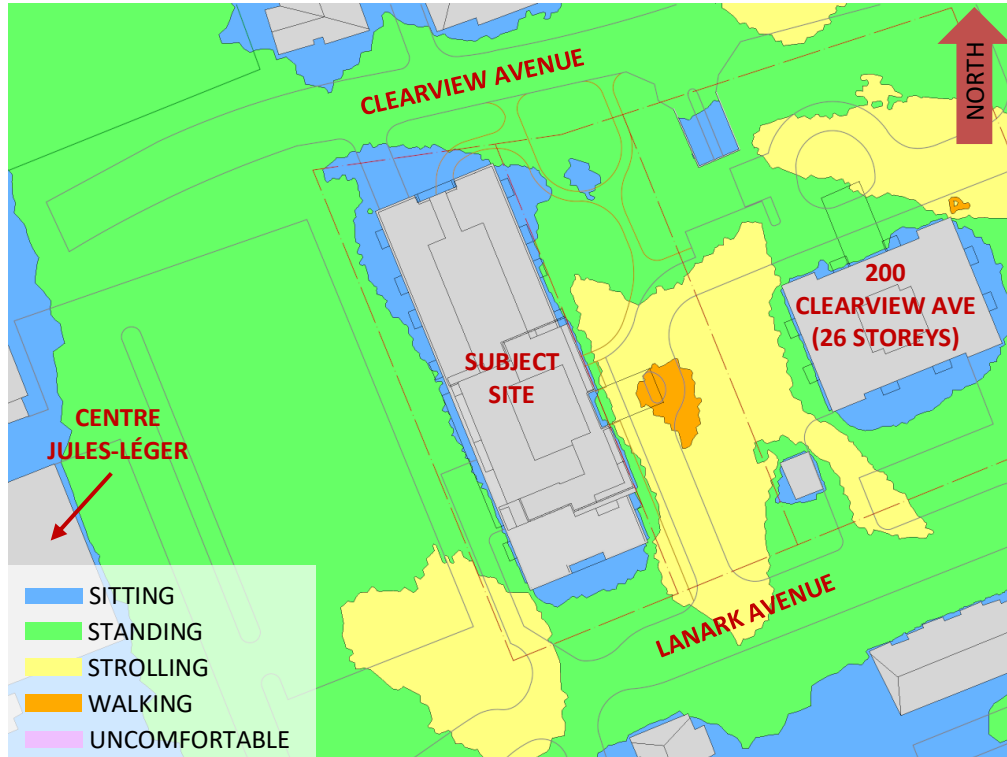 NORTH
CLEARVIEW AVENUE
200
CLEARVIEW AVE
(26 STOREYS)
SUBJECT
SITE
CENTRE
JULES-LÉGER
LANARK AVENUE
SITTING
STANDING
STROLLING
WALKING
UNCOMFORTABLE